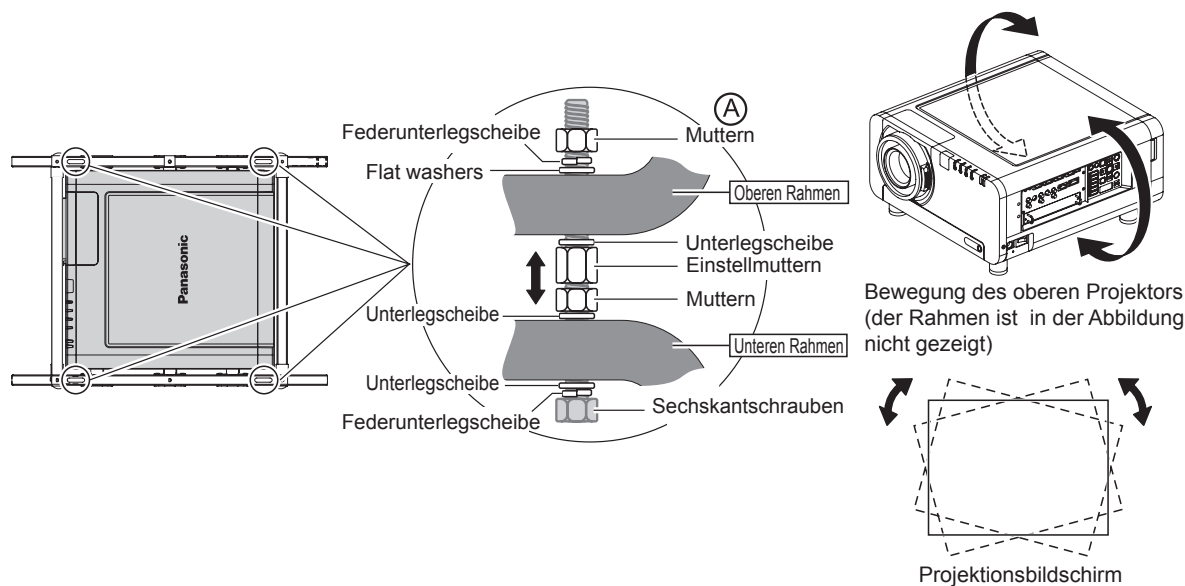 Panasonic
A
Federunterlegscheibe
Muttern
Flat washers
Oberen Rahmen
Unterlegscheibe
Einstellmuttern
Muttern
Unterlegscheibe
Unteren Rahmen
Unterlegscheibe
Sechskantschrauben
Federunterlegscheibe
Bewegung des oberen Projektors
(der Rahmen ist in der Abbildung
nicht gezeigt)
Projektionsbildschirm